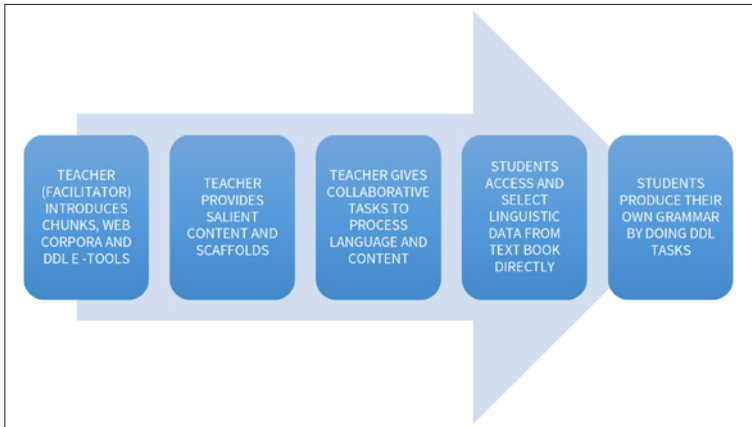 TEACHER
(FACILITATOR)
INTRODUCES
CHUNKS, WEB
CORPORA AND
DDL E -TOOLS
TEACHER
PROVIDES
SALIENT
CONTENT AND
SCAFFOLDS
TEACHER GIVES
COLLABORATIVE
TASKS TO
PROCESS
LANGUAGE AND
CONTENT
STUDENTS
ACCESS AND
SELECT
LINGUISTIC
DATA FROM
TEXT BOOK
DIRECTLY
STUDENTS
PRODUCE THEIR
OWN GRAMMAR
BY DOING DDL
TASKS